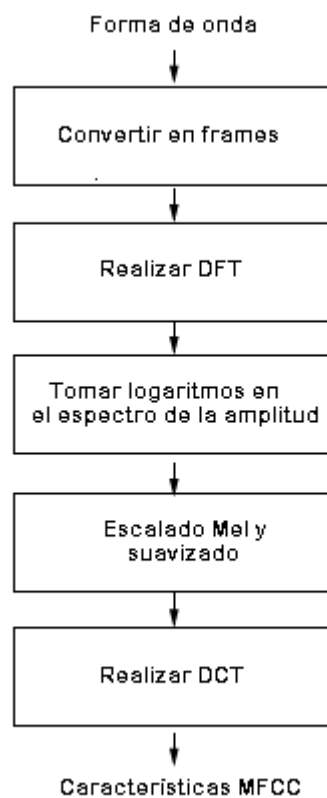 Forma de onda
Convertir en frames
Realizar DFT
Tomar logaritmos en
el espectro de la amplitud
Escalado Mel y
suavizado
Realizar DCT
Características MFCC